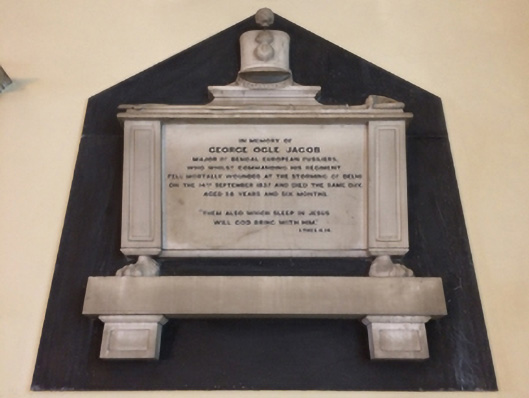 IN MEMORY OF
GEORGE OGLE JACOB
MAJOR 1ST BENGAL EUROPEAN FUSILIERS,
WHO WHILST COMMANDING HIS REGIMENT
FELL MORTALLY WOUNDED AT THE STORMING OF DELHI
ON THE 14TH SEPTEMBER 1857 AND DIED THE SAME DAY,
AGED 38 YEARS AND SIX MONTHS.
"THEM ALSO WHICH SLEEP IN JESUS
WILL GOD BRING WITH HIM."